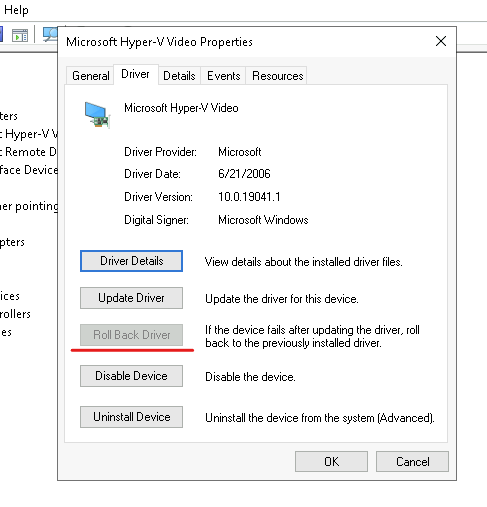 Help
Microsoft Hyper-V Video Properties
General Driver Details Events Resources
Microsoft Hyper-V Video
Driver Provider: Microsoft
Driver Date: 6/21/2006
Driver Version: 10.0.19041.1
Digital Signer: Microsoft Windows
Driver Details View details about the installed driver files.
Update Driver Update the driver for this device.
Roll Back Driver If the device fails after updating the driver, roll
back to the previously installed driver.
Disable Device Disable the device.
Uninstall Device Uninstall the device from the system (Advanced).
OK Cancel
ters
t Hyper-V V
t Remote D
face Device
her pointing
pters
ices
rollers
es